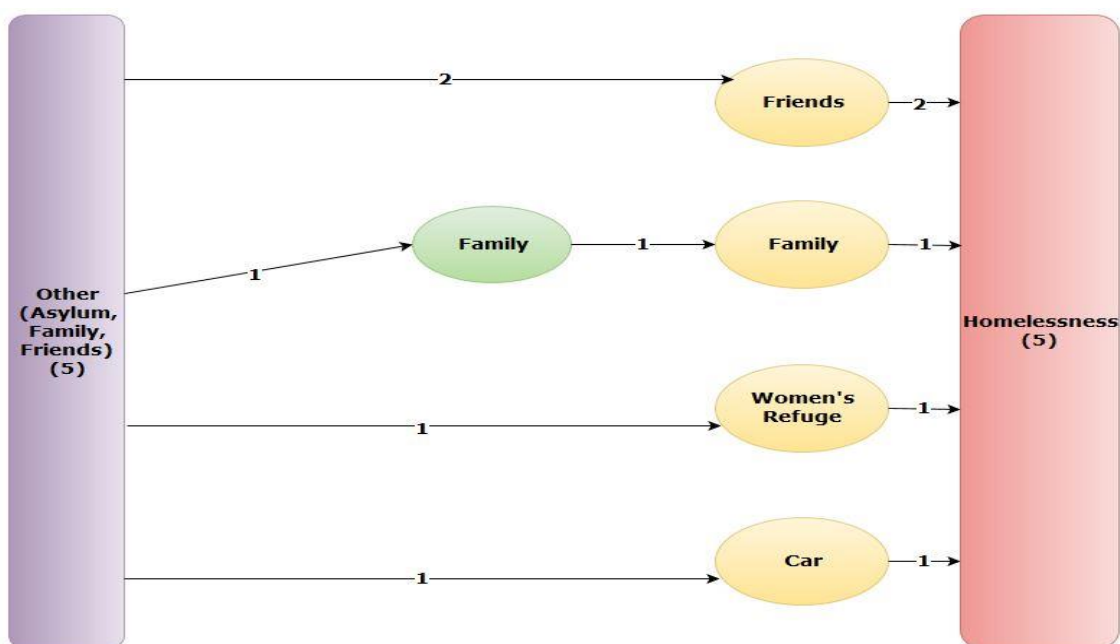 2
Friends
2
Family
1
Family
1
1
Other
(Asylum,
Family,
Friends)
(5)
Homelessness
(5)
Women's
Refuge
1
1
Car
1
1